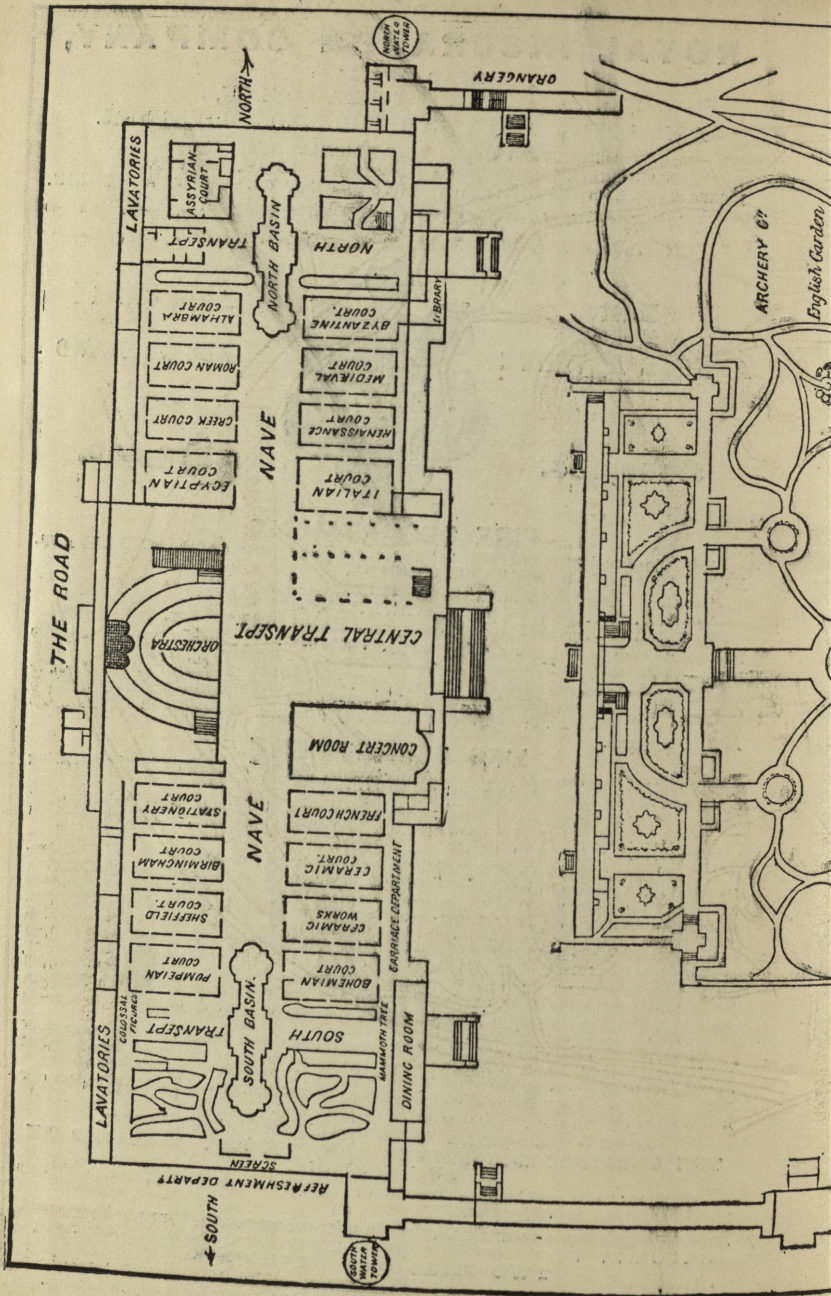 NORTH
WATER
TOWER
ORANGERY
NORTH
LAVATORIES
ASSYRIAN
COURT
TRANSEPT
NORTH BASIN
NORTH
ALHAMBRA
COURT
BYZANTINE
COURT.
LIBRARY
ARCHERY Gd.
English Garden
ROMAN COURT
MEDIÆVAL
COURT
GREEK COURT
RENAISSANCE
COURT
NAVE
EGYPTIAN
COURT
ITALIAN
COURT
THE ROAD
ORCHESTRA
CENTRAL TRANSEPT.
CONCERT ROOM
NAVE
STATIONERY
COURT
FRENCH COURT
BIRMINGHAM
COURT
CERAMIC
COURT.
CARRIAGE DEPARTMENT
SHEFFIELD
COURT.
CERAMIC
WORKS
POMPEIAN
COURT
BOHEMIAN
COURT
COLOSSAL
FIGURES
TRANSEPT
SOUTH BASIN.
SOUTH
MAMMOTH TREE
DINING ROOM
LAVATORIES
SCREEN
REFRESHMENT DEPARTT
SOUTH
SOUTH
WATER
TOWER